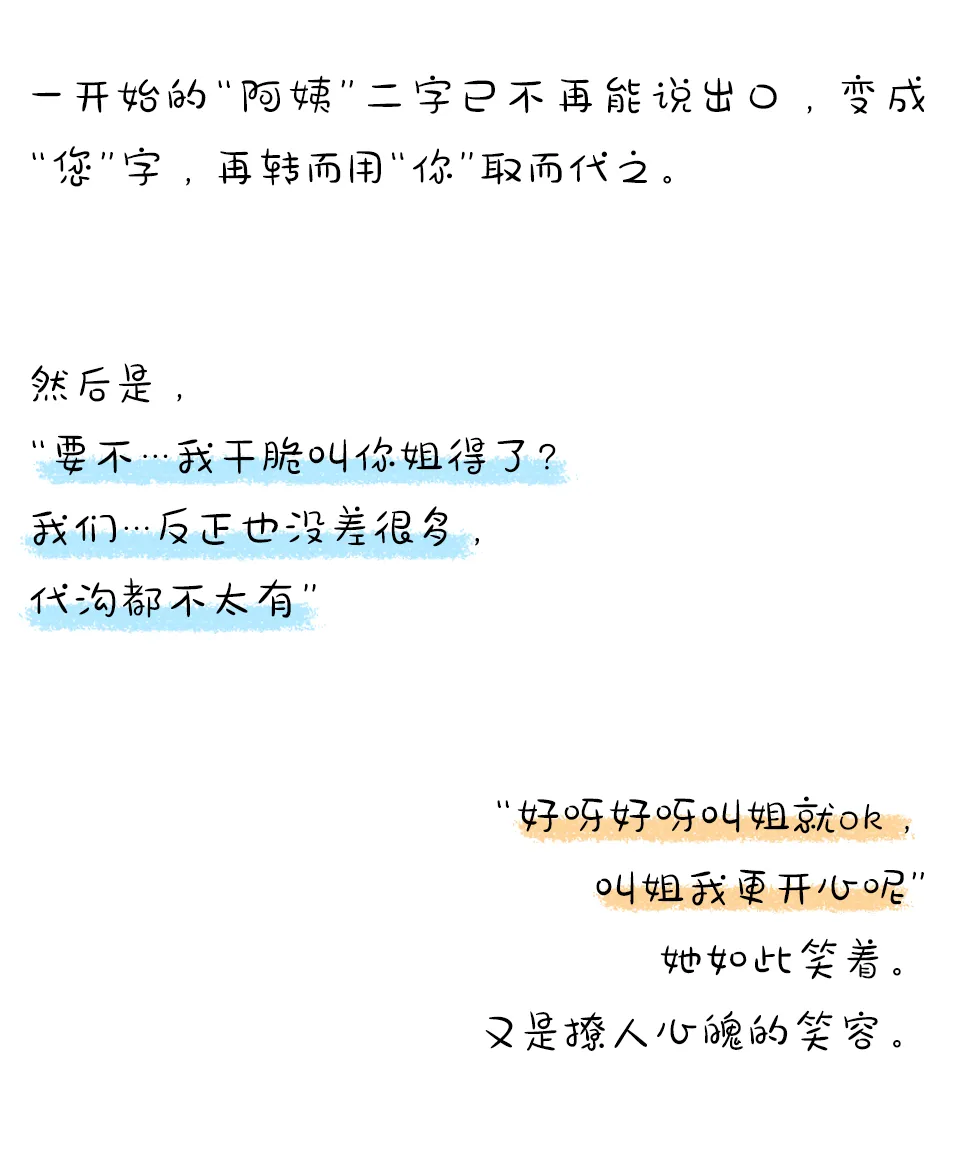 一开始的“阿姨”二字已不再能说出口，变成
“您”字，再转而用“你”取而代之。
然后是，
“要不…我干脆叫你姐得了?
我们…反正也没差很多，
代沟都不太有”
“好呀好呀叫姐就ok，
叫姐我更开心呢”
她如此笑着。
又是撩人心魄的笑容。